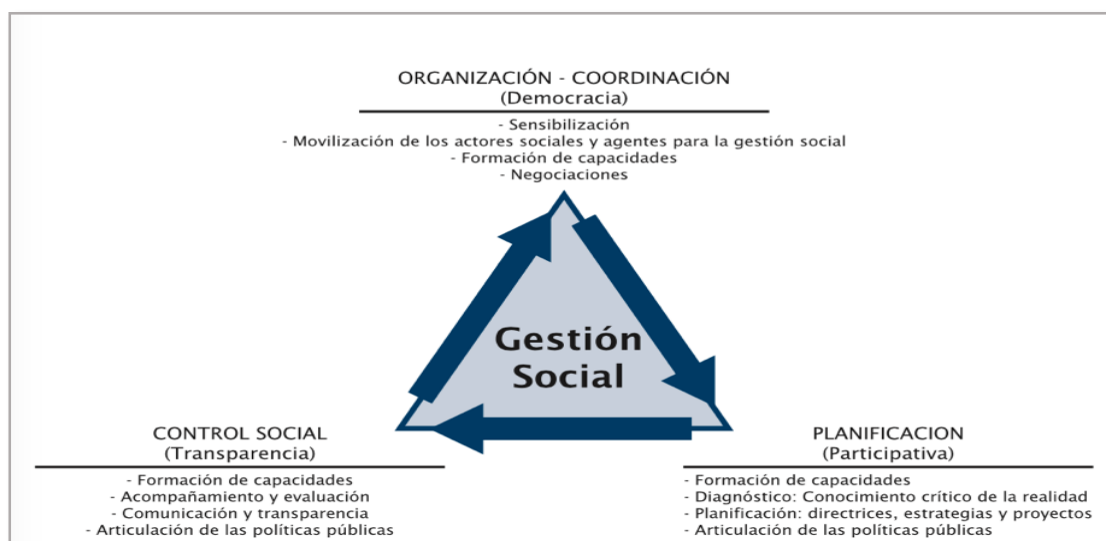 ORGANIZACIÓN - COORDINACIÓN
(Democracia)
- Sensibilización
- Movilización de los actores sociales y agentes para la gestión social
- Formación de capacidades
- Negociaciones
Gestión
Social
CONTROL SOCIAL
(Transparencia)
- Formación de capacidades
- Acompañamiento y evaluación
- Comunicación y transparencia
- Articulación de las políticas públicas
PLANIFICACION
(Participativa)
- Formación de capacidades
- Diagnóstico: Conocimiento crítico de la realidad
- Planificación: directrices, estrategias y proyectos
- Articulación de las políticas públicas